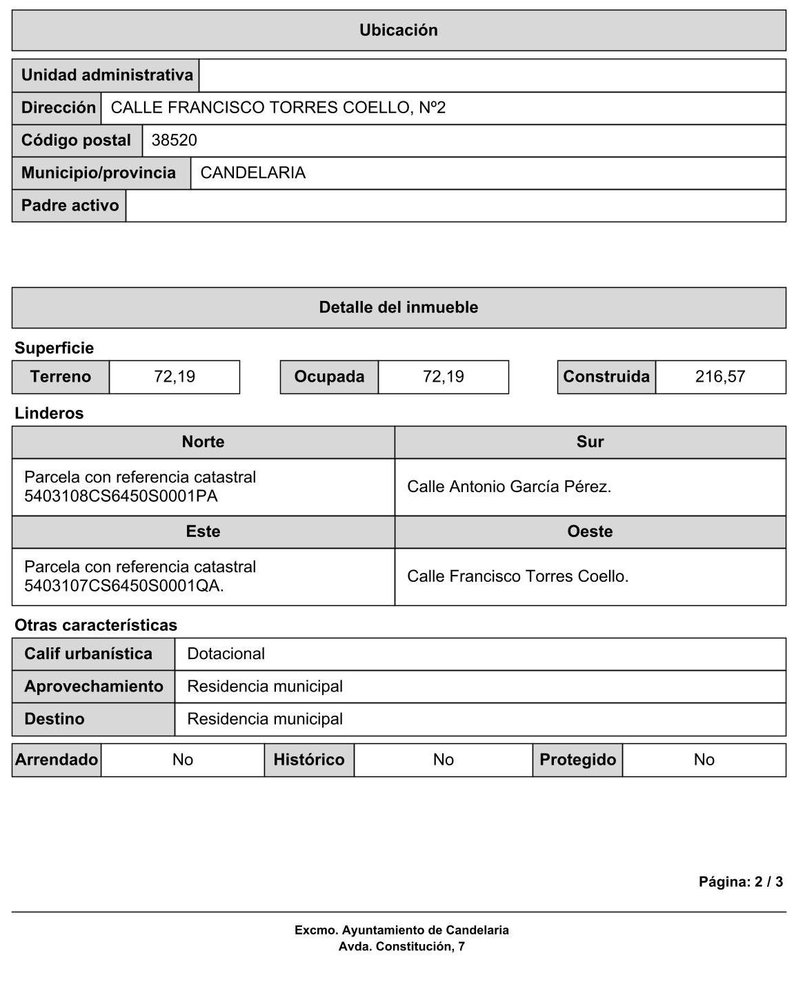 Ubicación
Unidad administrativa
Dirección CALLE FRANCISCO TORRES COELLO, Nº2
Código postal 38520
Municipio/provincia CANDELARIA
Padre activo
Detalle del inmueble
Superficie
Terreno 72,19 Ocupada 72,19 Construida 216,57
Linderos
Norte Sur
Parcela con referencia catastral
5403108CS6450S0001PA
Calle Antonio García Pérez.
Este Oeste
Parcela con referencia catastral
5403107CS6450S0001QA.
Calle Francisco Torres Coello.
Otras características
Calif urbanística Dotacional
Aprovechamiento Residencia municipal
Destino Residencia municipal
Arrendado No Histórico No Protegido No
Página: 2 / 3
Excmo. Ayuntamiento de Candelaria
Avda. Constitución, 7